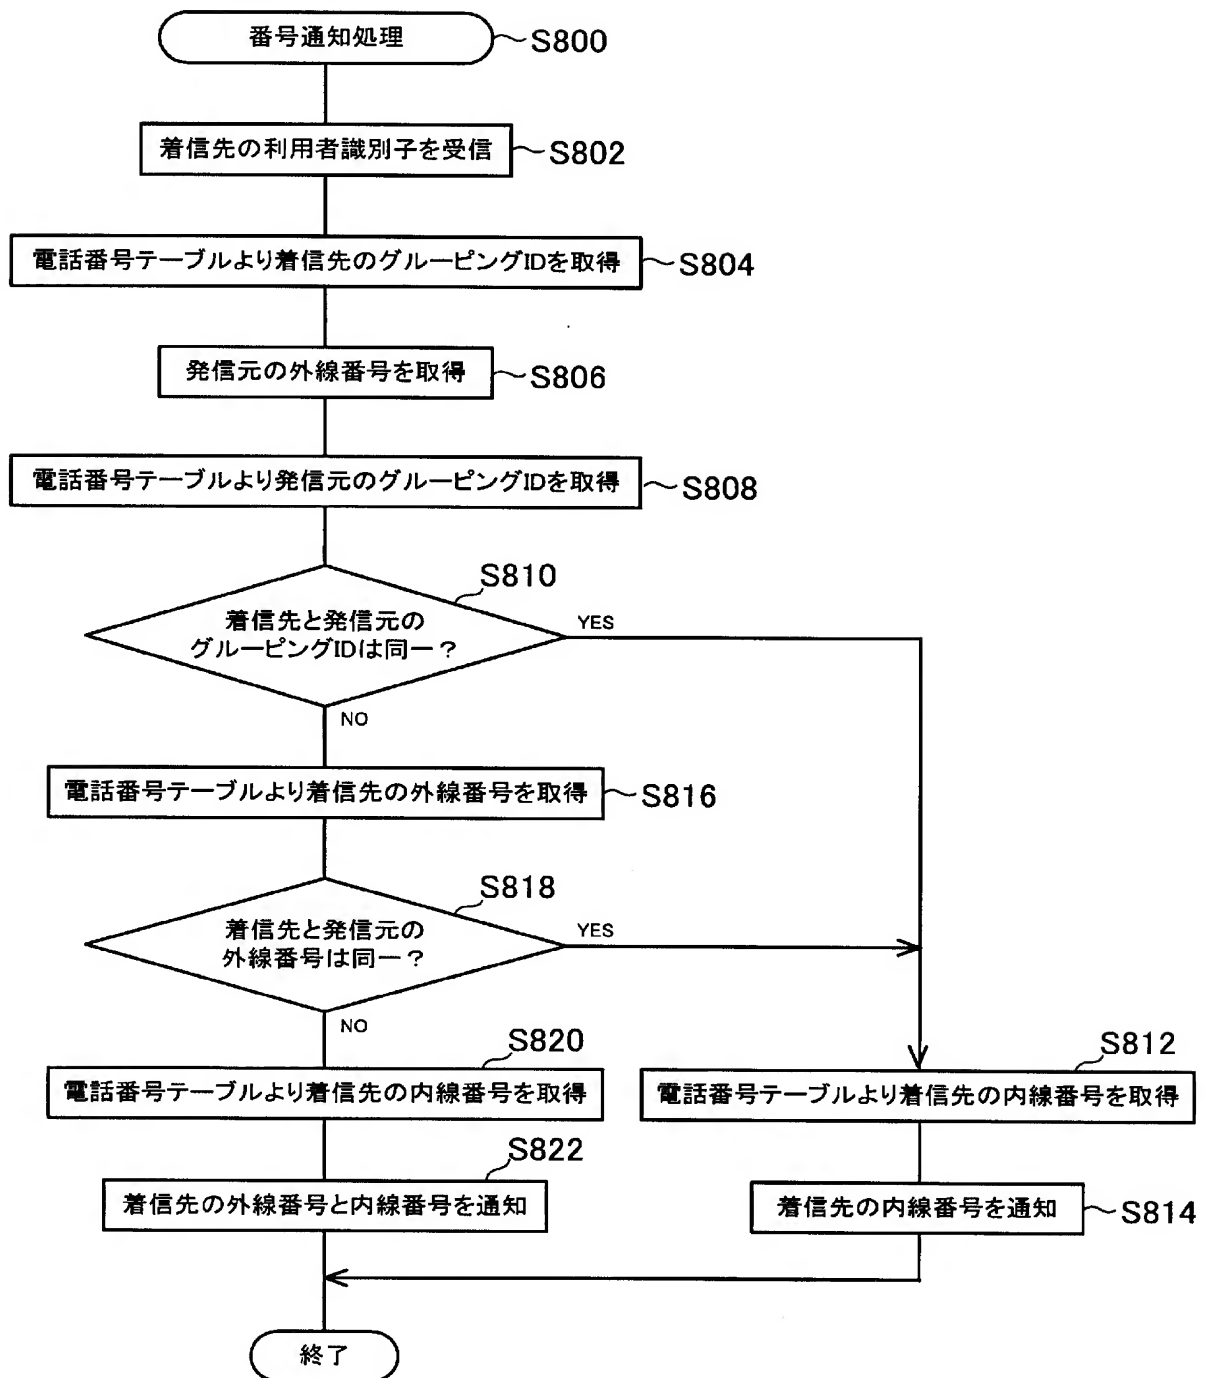 番号通知処理
S800
着信先の利用者識別子を受信
S802
電話番号テーブルより着信先のグルーピングIDを取得
S804
発信元の外線番号を取得
S806
電話番号テーブルより発信元のグルーピングIDを取得
S808
S810
着信先と発信元の
グルーピングIDは同一？
YES
NO
電話番号テーブルより着信先の外線番号を取得
S816
S818
着信先と発信元の
外線番号は同一？
YES
NO
S820
電話番号テーブルより着信先の内線番号を取得
S812
電話番号テーブルより着信先の内線番号を取得
S822
着信先の外線番号と内線番号を通知
着信先の内線番号を通知
S814
終了